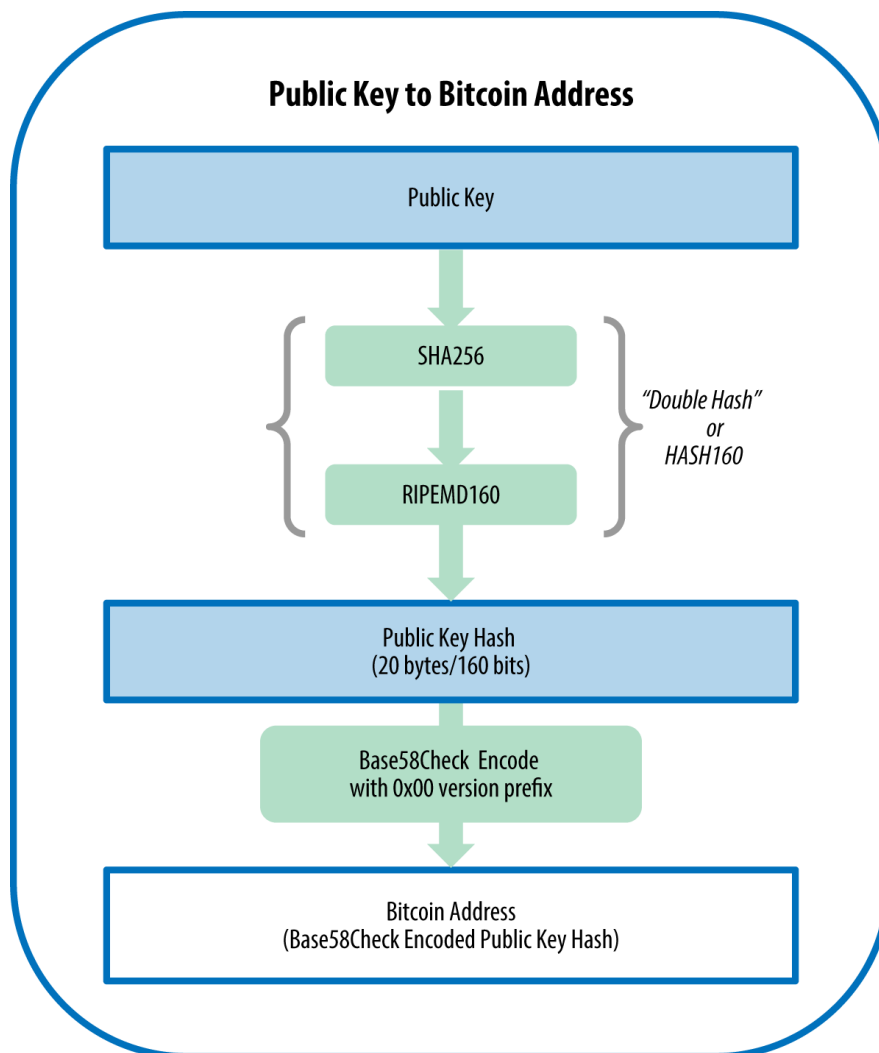 Public Key to Bitcoin Address
Public Key
SHA256
“Double Hash”
or
HASH160
RIPEMD160
Public Key Hash
(20 bytes/160 bits)
Base58Check Encode
with 0x00 version prefix
Bitcoin Address
(Base58Check Encoded Public Key Hash)